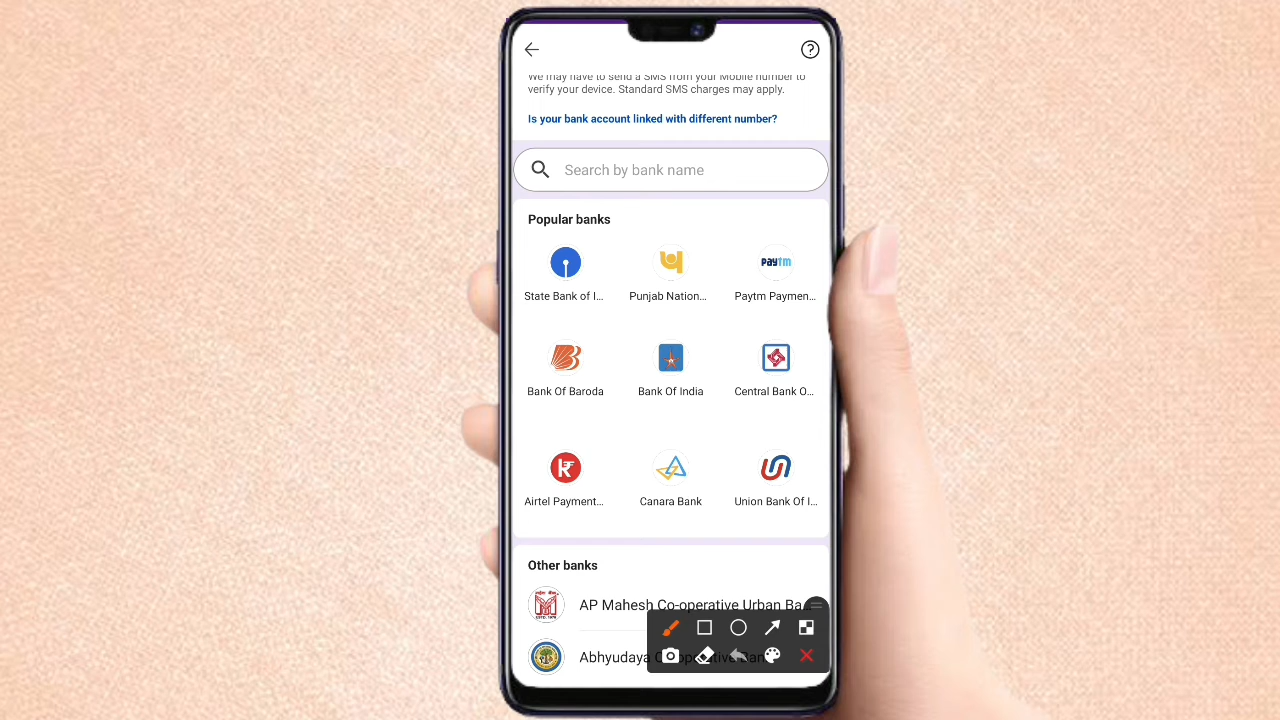 We may have to send a SMS from your Mobile number to
verify your device. Standard SMS charges may apply.
Is your bank account linked with different number?
Search by bank name
Popular banks
State Bank of I...
Punjab Nation...
Paytm Paymen...
Bank Of Baroda
Bank Of India
Central Bank O...
Airtel Payment...
Canara Bank
Union Bank Of I...
Other banks
AP Mahesh Co-operative Urban Ba...
Abhyudaya Co-operative Ban